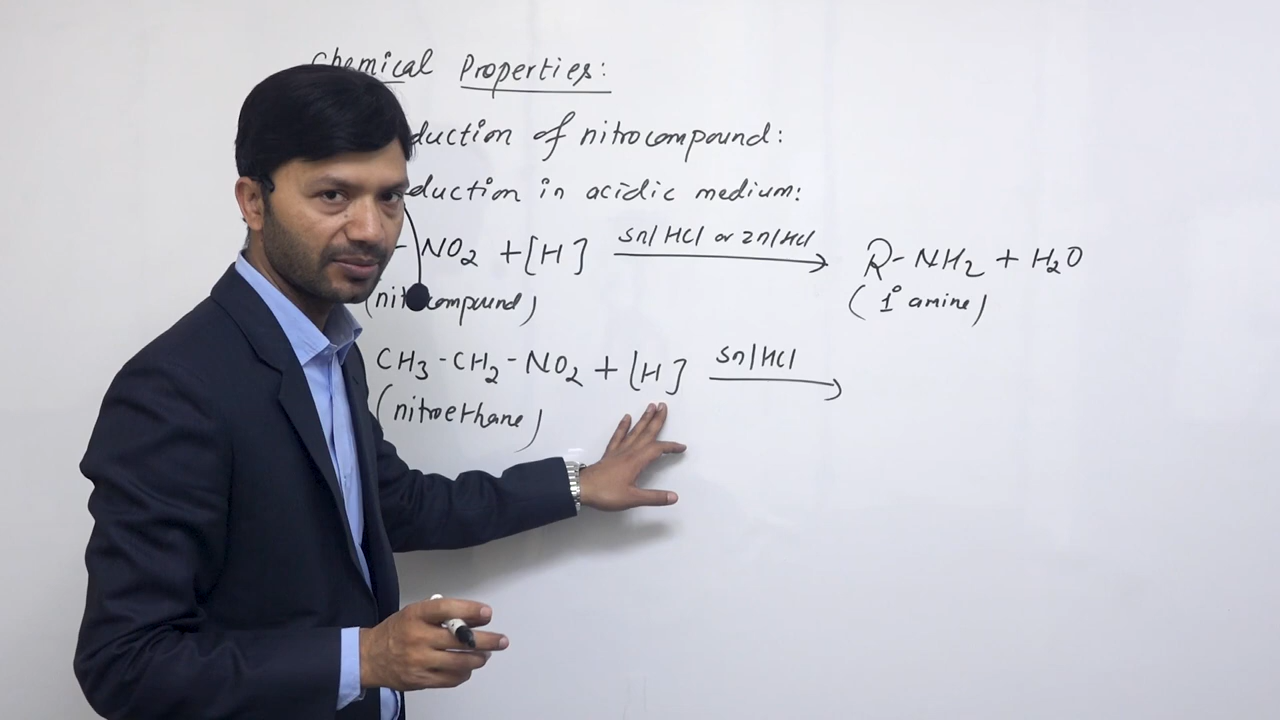 Chemical Properties:
duction of nitrocompound:
duction in acidic medium:
-NO2 + [H] Sn/HCl or Zn/HCl R-NH2 + H2O
(nitrocompound) (1° amine)
CH3-CH2-NO2 + [H] Sn/HCl
(nitroethane)